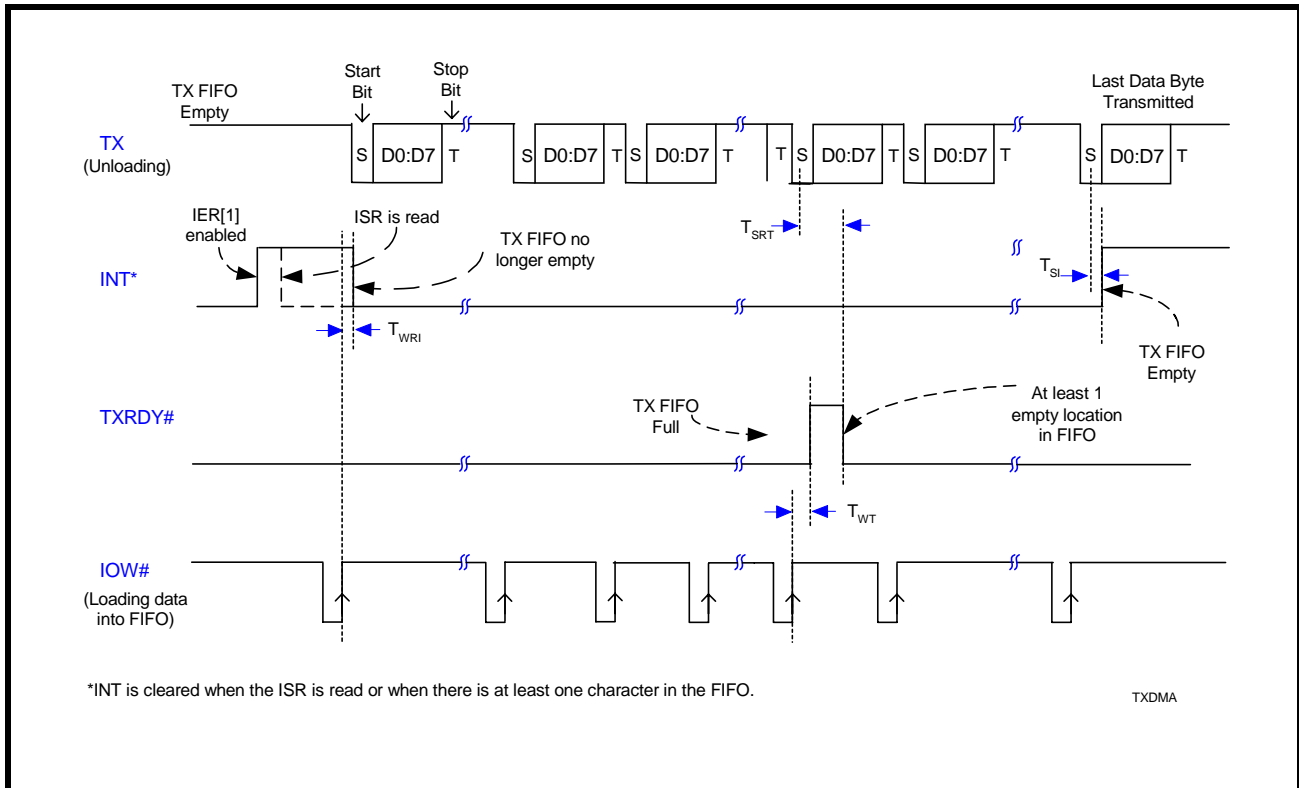 TX FIFO
Empty
Start
Bit
Stop
Bit
Last Data Byte
Transmitted
TX
(Unloading)
S D0:D7 T S D0:D7 T S D0:D7 T T S D0:D7 T S D0:D7 T S D0:D7 T
IER[1]
enabled
ISR is read
TX FIFO no
longer empty
TSRT
TSI
INT*
TWRI
TX FIFO
Empty
TXRDY#
TX FIFO
Full
At least 1
empty location
in FIFO
TWT
IOW#
(Loading data
into FIFO)
*INT is cleared when the ISR is read or when there is at least one character in the FIFO.
TXDMA